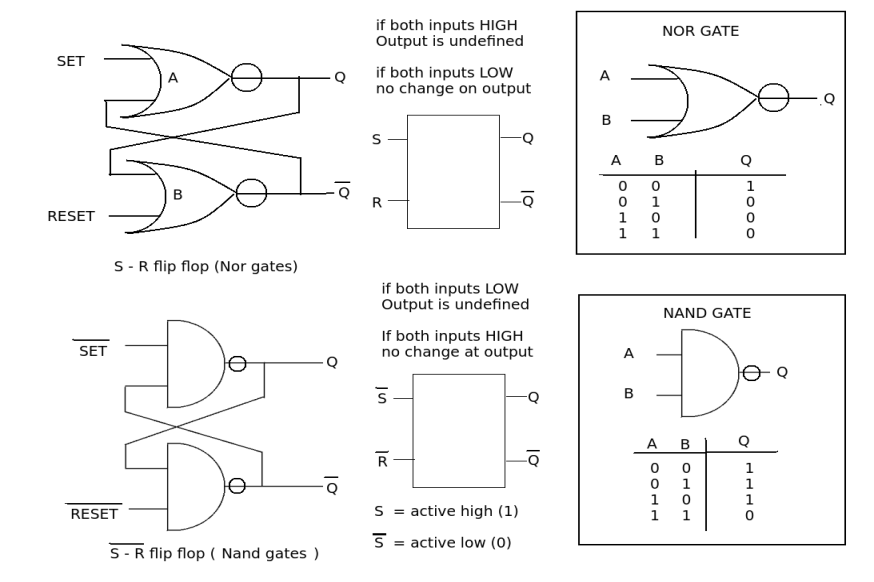 SET
A
Q
B
Q̅
RESET
S - R flip flop (Nor gates)
if both inputs HIGH
Output is undefined
if both inputs LOW
no change on output
S
Q
R
Q̅
NOR GATE
A
B
. Q
A B Q
0 0 1
0 1 0
1 0 0
1 1 0
S̅E̅T̅
Q
Q̅
R̅E̅S̅E̅T̅
S̅ ̅-̅ ̅R̅ flip flop ( Nand gates )
if both inputs LOW
Output is undefined
If both inputs HIGH
no change at output
S̅
Q
R̅
Q̅
S = active high (1)
S̅ = active low (0)
NAND GATE
A
B
Q
A B Q
0 0 1
0 1 1
1 0 1
1 1 0